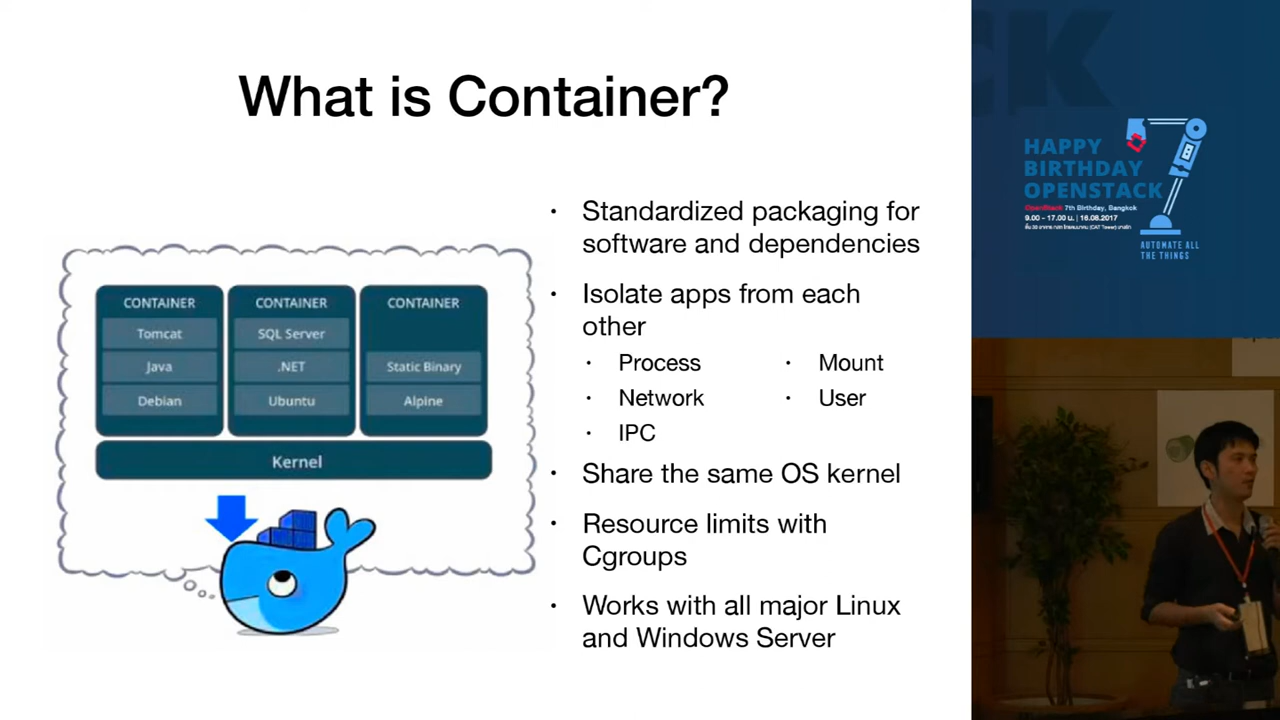 What is Container?
CONTAINER
Tomcat
Java
Debian
CONTAINER
SQL Server
.NET
Ubuntu
CONTAINER
Static Binary
Alpine
Kernel
• Standardized packaging for
software and dependencies
• Isolate apps from each
other
• Process
• Network
• IPC
• Mount
• User
• Share the same OS kernel
• Resource limits with
Cgroups
• Works with all major Linux
and Windows Server
CK
HAPPY
BIRTHDAY
OPENSTACK
OpenStack 7th Birthday, Bangkok
9.00 - 17.00 น. | 16.08.2017
AUTOMATE ALL
THE THINGS